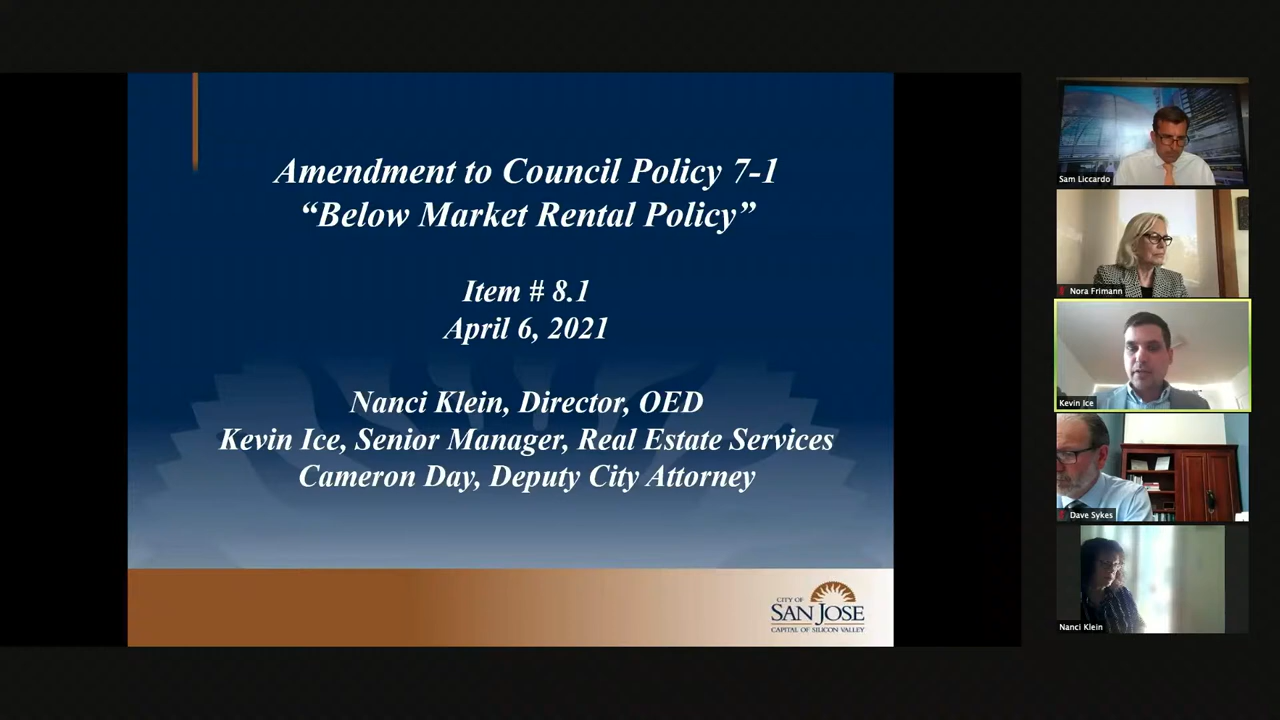 Amendment to Council Policy 7-1
“Below Market Rental Policy”
Item # 8.1
April 6, 2021
Nanci Klein, Director, OED
Kevin Ice, Senior Manager, Real Estate Services
Cameron Day, Deputy City Attorney
CITY OF
SAN JOSE
CAPITAL OF SILICON VALLEY
Sam Liccardo
Nora Frimann
Kevin Ice
Dave Sykes
Nanci Klein